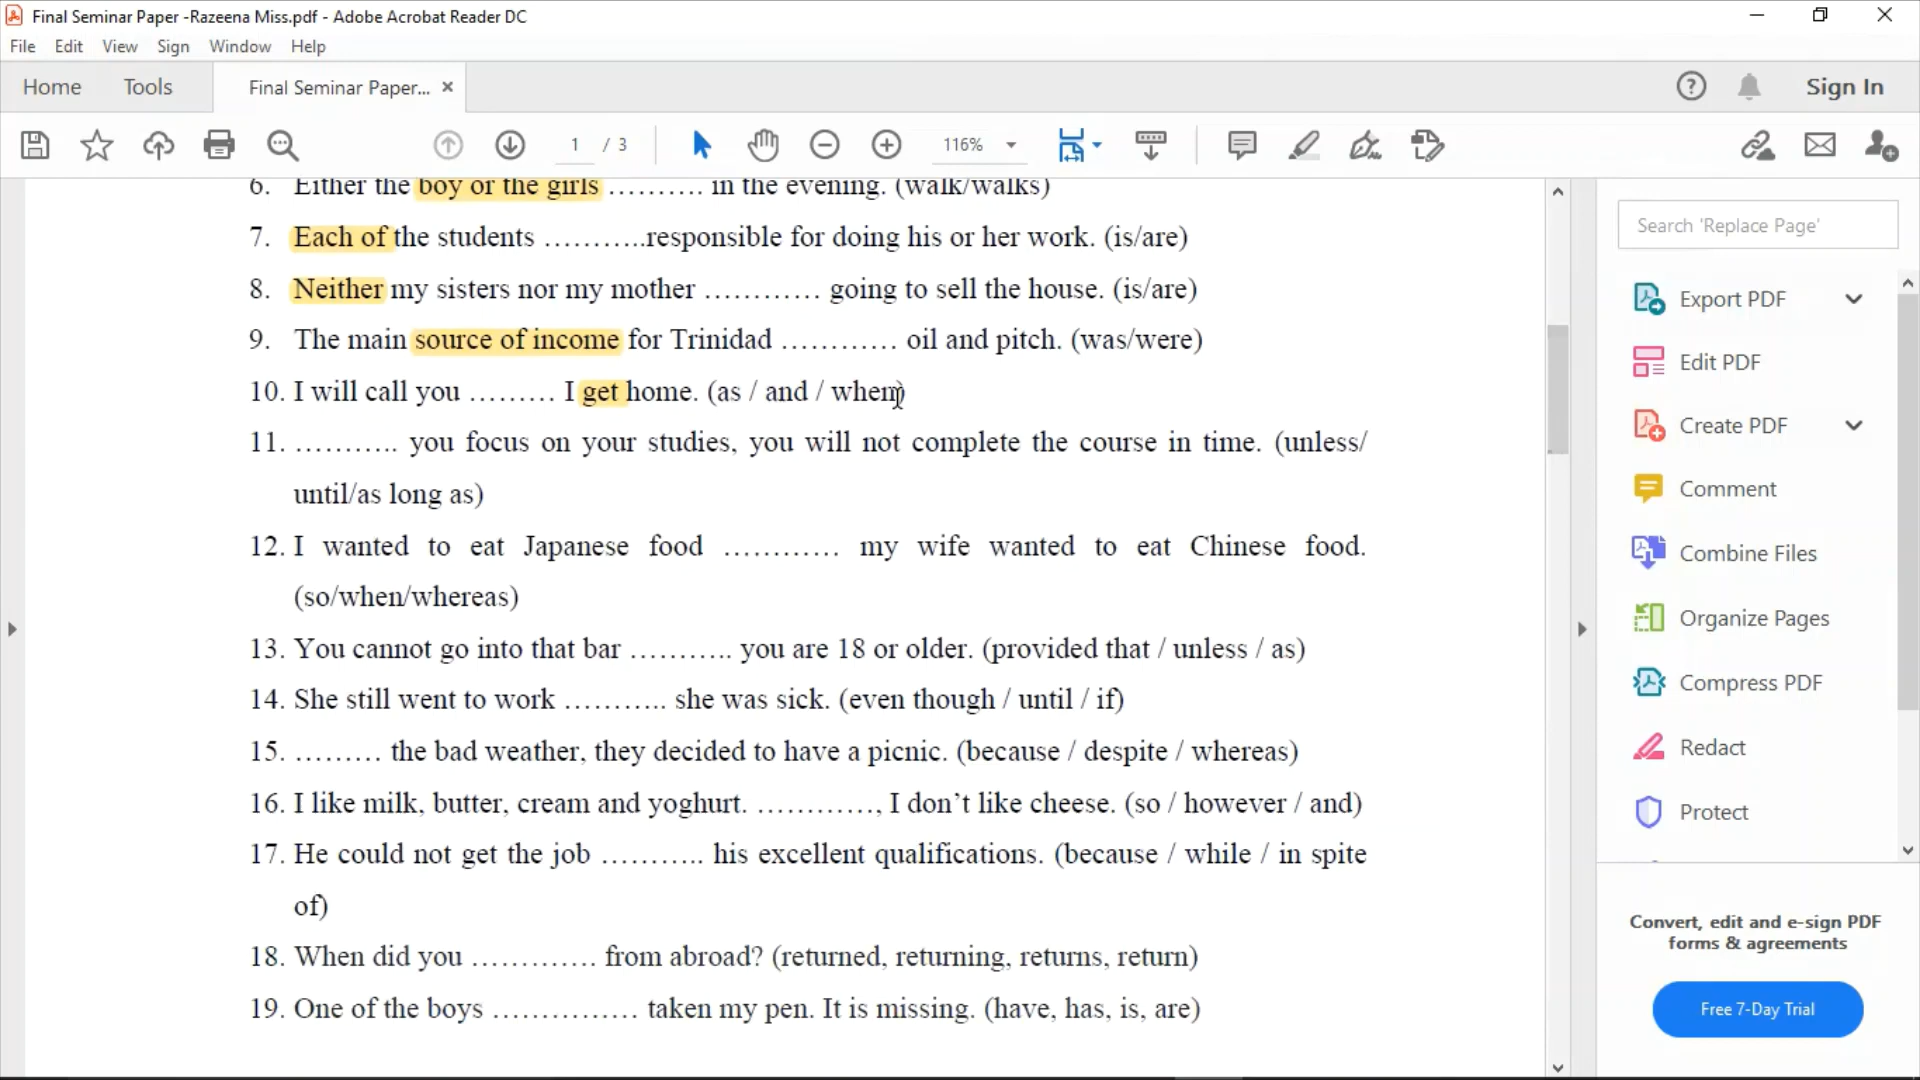 Final Seminar Paper -Razeena Miss.pdf - Adobe Acrobat Reader DC
File Edit View Sign Window Help
Home Tools Final Seminar Paper... × Sign In
1 / 3 116%
6. Either the boy or the girls .......... in the evening. (walk/walks)
7. Each of the students ………..responsible for doing his or her work. (is/are)
8. Neither my sisters nor my mother ………… going to sell the house. (is/are)
9. The main source of income for Trinidad ………… oil and pitch. (was/were)
10. I will call you ……… I get home. (as / and / when)
11. ……….. you focus on your studies, you will not complete the course in time. (unless/
until/as long as)
12. I wanted to eat Japanese food ………… my wife wanted to eat Chinese food.
(so/when/whereas)
13. You cannot go into that bar ……….. you are 18 or older. (provided that / unless / as)
14. She still went to work ……….. she was sick. (even though / until / if)
15. ……… the bad weather, they decided to have a picnic. (because / despite / whereas)
16. I like milk, butter, cream and yoghurt. …………, I don’t like cheese. (so / however / and)
17. He could not get the job ……….. his excellent qualifications. (because / while / in spite
of)
18. When did you …………. from abroad? (returned, returning, returns, return)
19. One of the boys …………… taken my pen. It is missing. (have, has, is, are)
Search 'Replace Page'
Export PDF
Edit PDF
Create PDF
Comment
Combine Files
Organize Pages
Compress PDF
Redact
Protect
Convert, edit and e-sign PDF
forms & agreements
Free 7-Day Trial